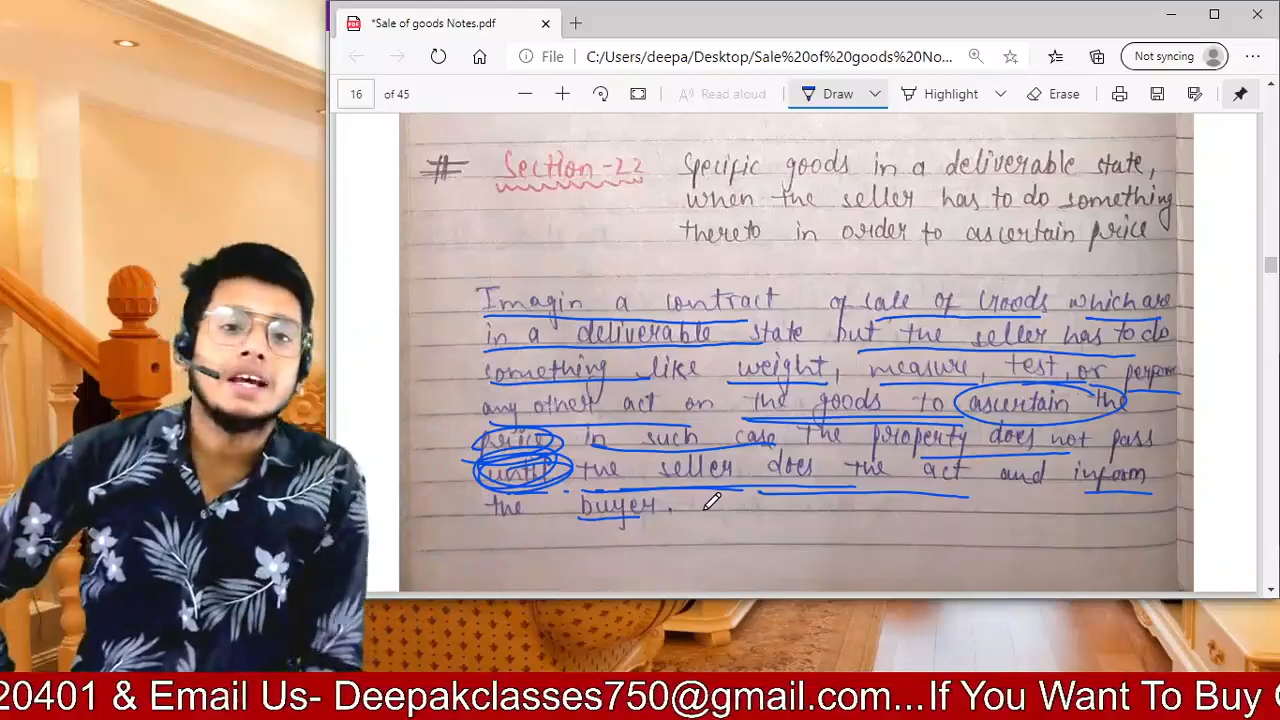 *Sale of goods Notes.pdf
File
C:/Users/deepa/Desktop/Sale%20of%20goods%20No...
Not syncing
16 of 45
Read aloud
Draw
Highlight
Erase
# Section-22 Specific goods in a deliverable state,
when the seller has to do something
thereto in order to ascertain price
Imagin a contract of sale of Goods which are
in a deliverable state but the seller has to do
something like weight, measure, test, or perform
any other act on the goods to ascertain the
price in such case the property does not pass
until the seller does the act and inform
the buyer.
20401 & Email Us- Deepakclasses750@gmail.com...If You Want To Buy